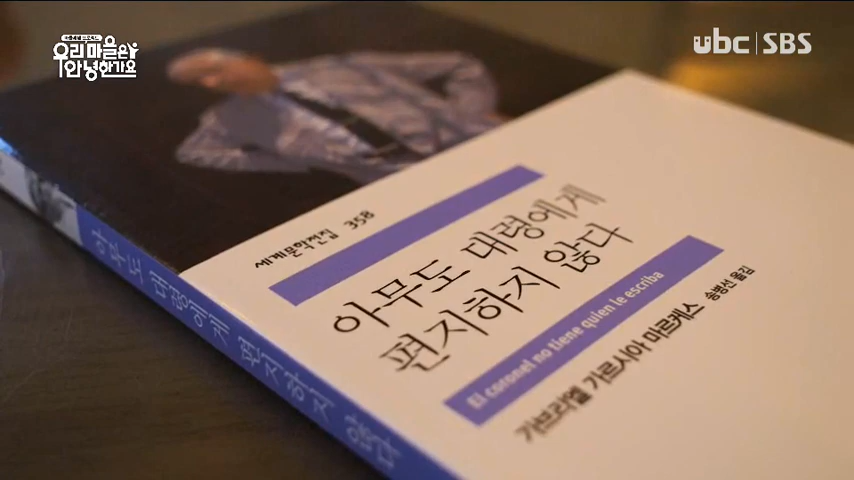 우리 마을은
안녕한가요
ubc SBS
세계문학전집 358
아무도 대령에게
편지하지 않다
El coronel no tiene quien le escriba
가브리엘 가르시아 마르케스
송병선 옮김
아무도 대령에게 편지하지 않다